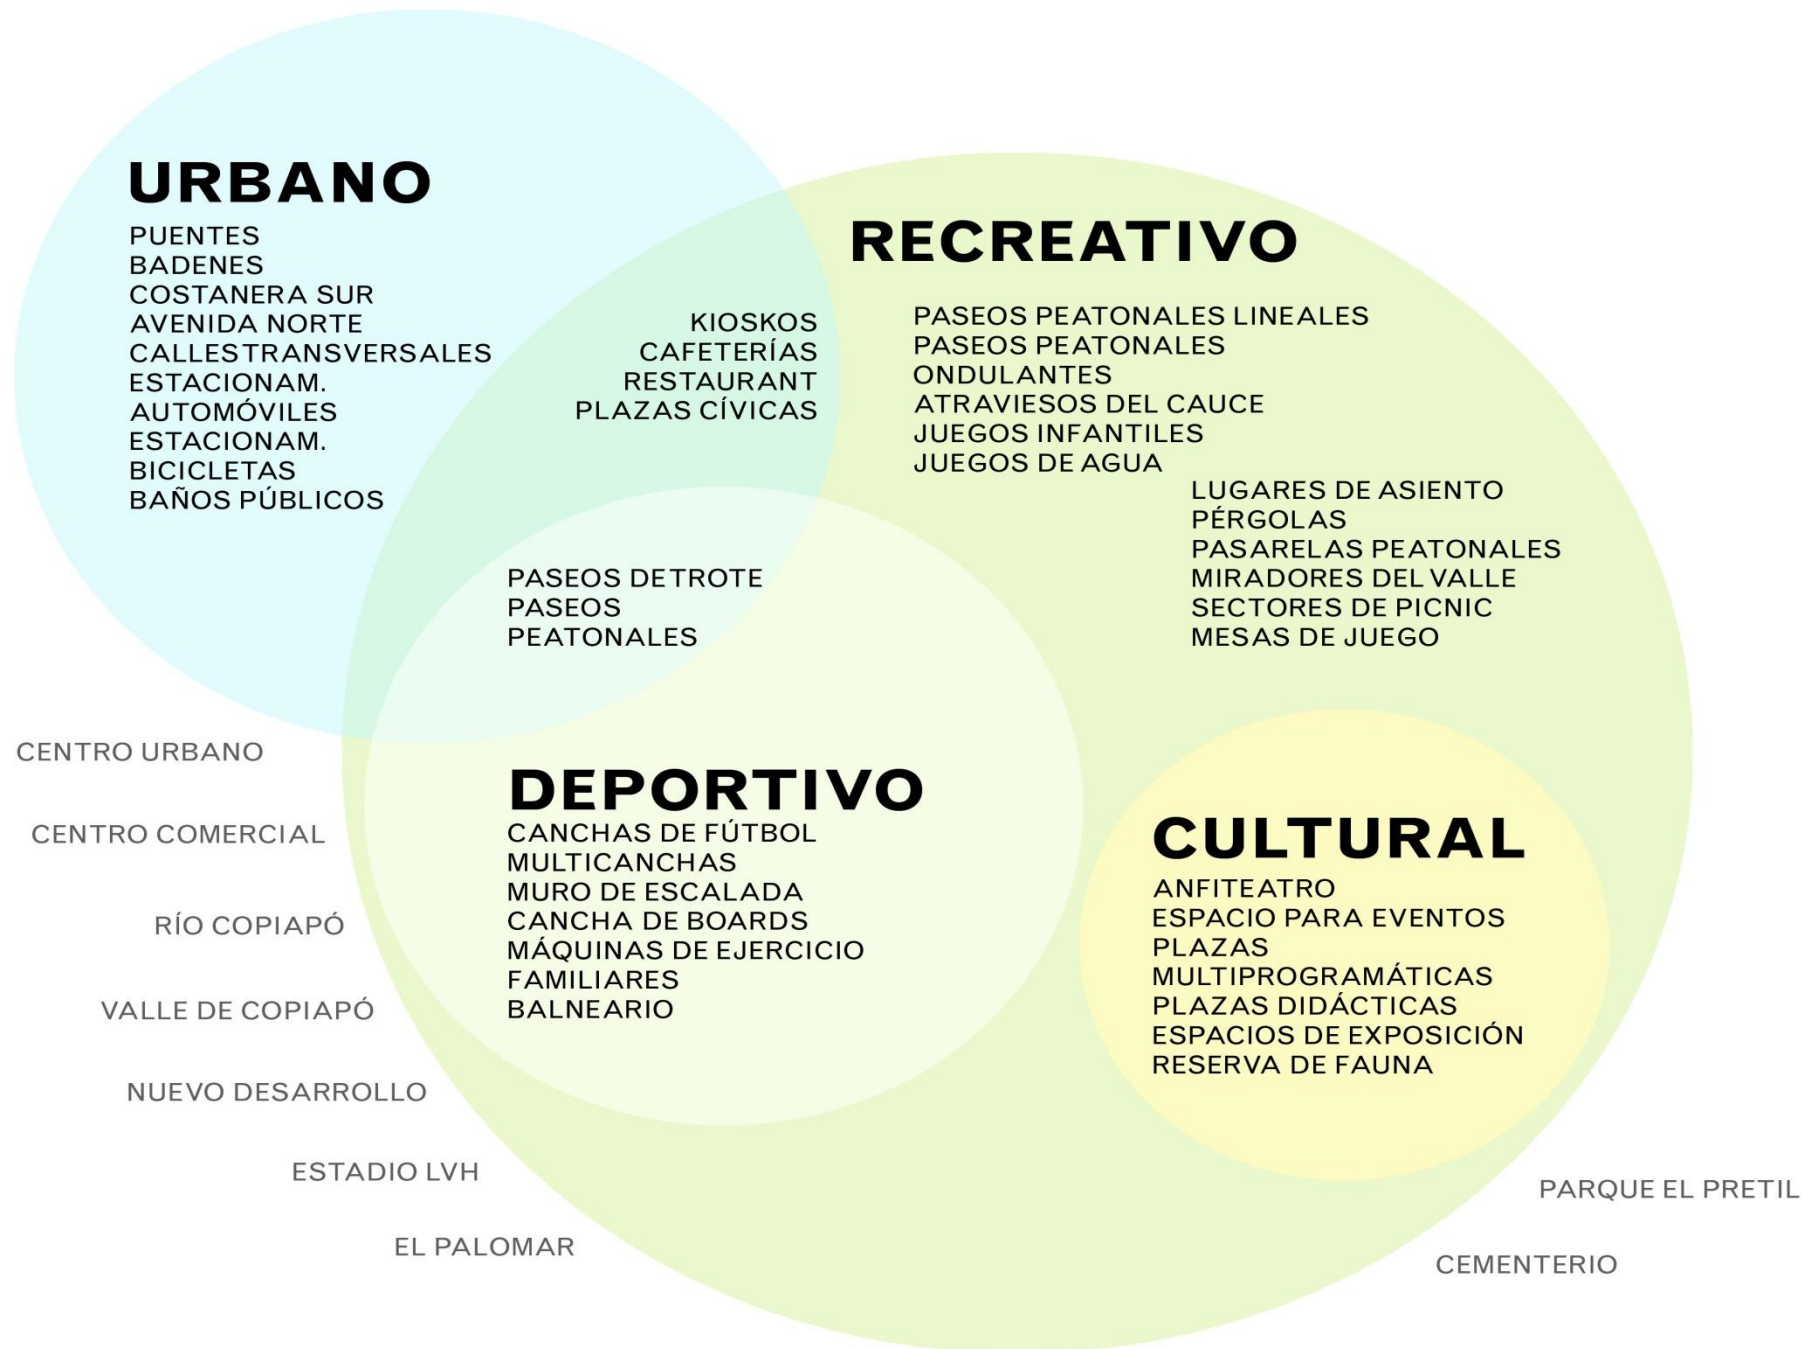 URBANO
PUENTES
BADENES
COSTANERA SUR
AVENIDA NORTE
CALLES TRANSVERSALES
ESTACIONAM.
AUTOMÓVILES
ESTACIONAM.
BICICLETAS
BAÑOS PÚBLICOS
KIOSKOS
CAFETERÍAS
RESTAURANT
PLAZAS CÍVICAS
RECREATIVO
PASEOS PEATONALES LINEALES
PASEOS PEATONALES
ONDULANTES
ATRAVIESOS DEL CAUCE
JUEGOS INFANTILES
JUEGOS DE AGUA
LUGARES DE ASIENTO
PÉRGOLAS
PASARELAS PEATONALES
MIRADORES DEL VALLE
SECTORES DE PICNIC
MESAS DE JUEGO
PASEOS DE TROTE
PASEOS
PEATONALES
DEPORTIVO
CANCHAS DE FÚTBOL
MULTICANCHAS
MURO DE ESCALADA
CANCHA DE BOARDS
MÁQUINAS DE EJERCICIO
FAMILIARES
BALNEARIO
CULTURAL
ANFITEATRO
ESPACIO PARA EVENTOS
PLAZAS
MULTIPROGRAMÁTICAS
PLAZAS DIDÁCTICAS
ESPACIOS DE EXPOSICIÓN
RESERVA DE FAUNA
CENTRO URBANO
CENTRO COMERCIAL
RÍO COPIAPÓ
VALLE DE COPIAPÓ
NUEVO DESARROLLO
ESTADIO LVH
EL PALOMAR
PARQUE EL PRETIL
CEMENTERIO